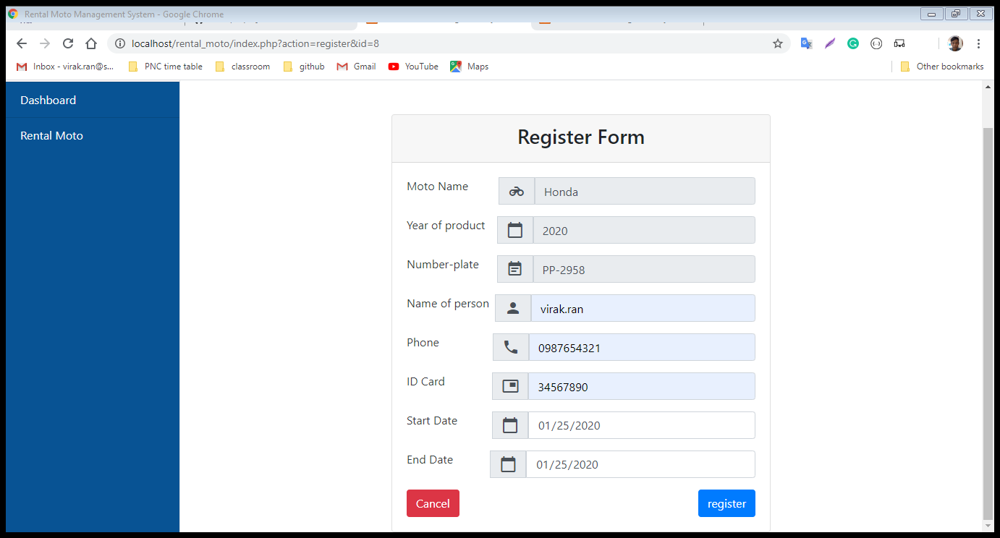 Rental Moto Management System - Google Chrome
localhost/rental_moto/index.php?action=register&id=8
Inbox - virak.ran@s... PNC time table classroom github Gmail YouTube Maps Other bookmarks
Dashboard
Rental Moto
Register Form
Moto Name Honda
Year of product 2020
Number-plate PP-2958
Name of person virak.ran
Phone 0987654321
ID Card 34567890
Start Date 01/25/2020
End Date 01/25/2020
Cancel register